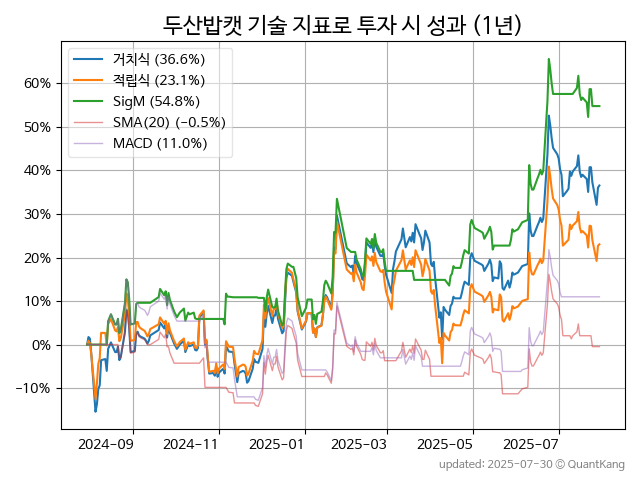 두산밥캣 기술 지표로 투자 시 성과 (1년)
거치식 (36.6%)
적립식 (23.1%)
SigM (54.8%)
SMA(20) (−0.5%)
MACD (11.0%)
60%
50%
40%
30%
20%
10%
0%
−10%
2024-09
2024-11
2025-01
2025-03
2025-05
2025-07
updated: 2025-07-30 © QuantKang